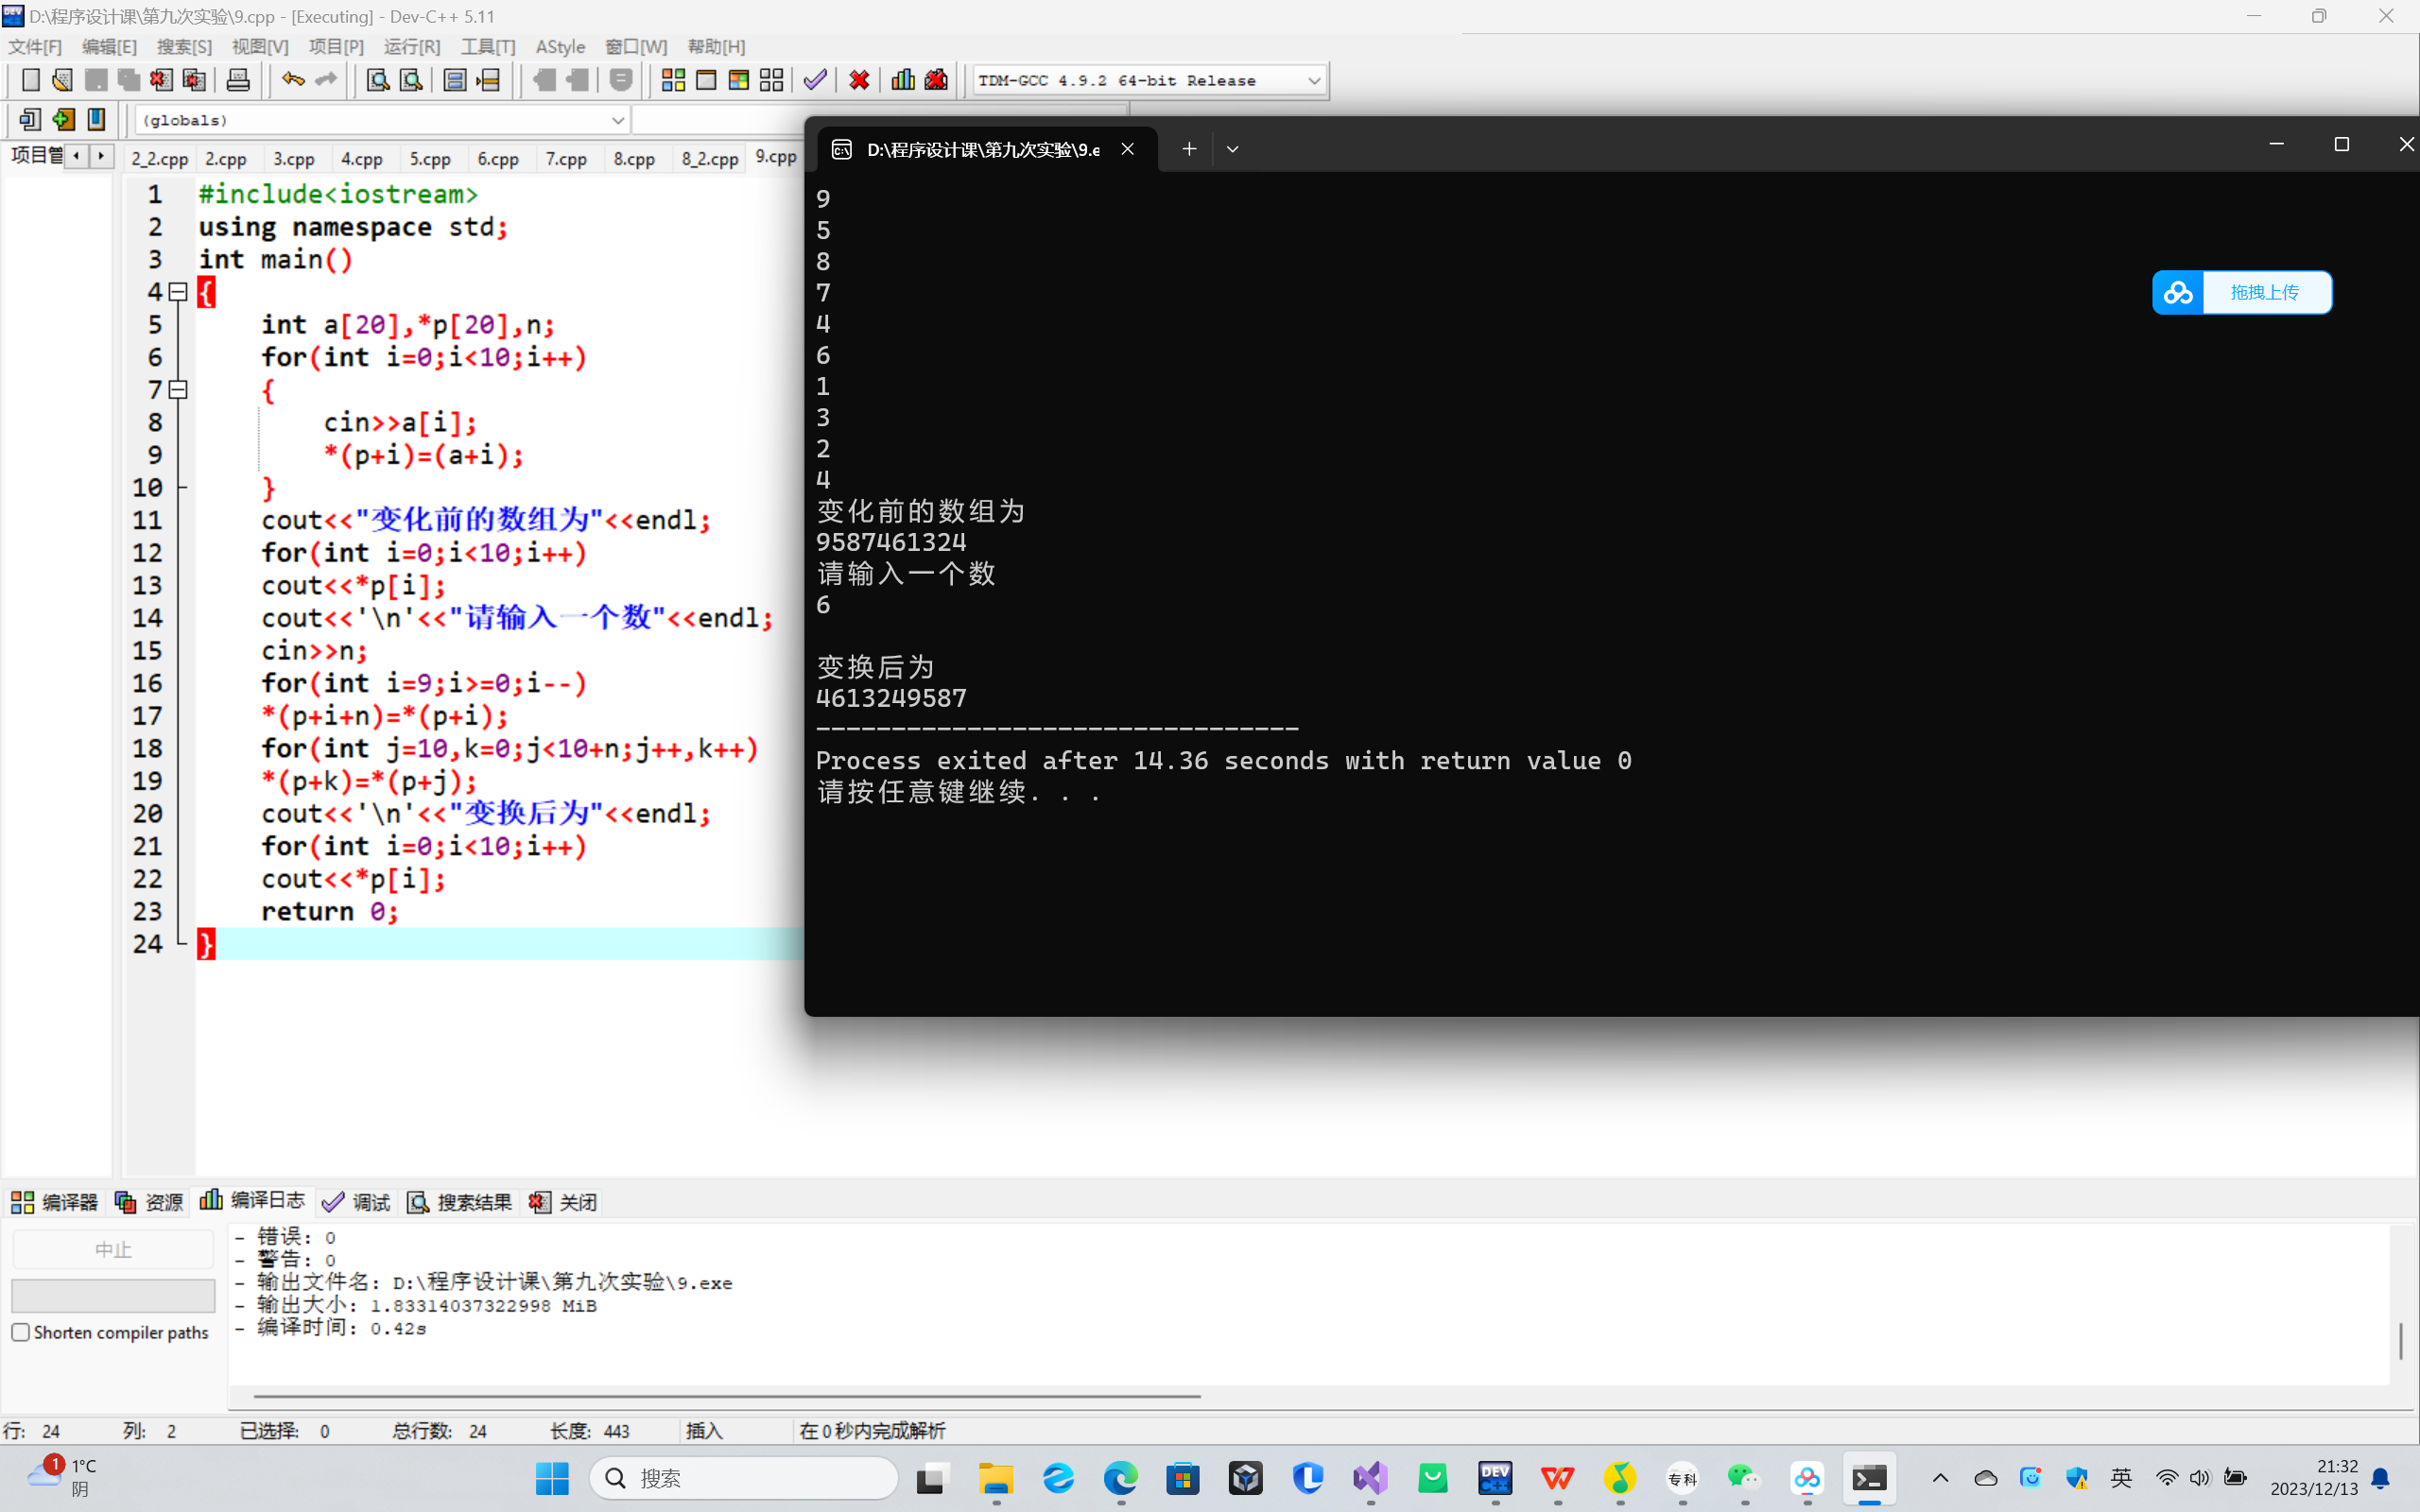 D:\程序设计课\第九次实验\9.cpp - [Executing] - Dev-C++ 5.11
文件[F] 编辑[E] 搜索[S] 视图[V] 项目[P] 运行[R] 工具[T] AStyle 窗口[W] 帮助[H]
TDM-GCC 4.9.2 64-bit Release
(globals)
项目管 2_2.cpp 2.cpp 3.cpp 4.cpp 5.cpp 6.cpp 7.cpp 8.cpp 8_2.cpp 9.cpp
1 #include<iostream>
2 using namespace std;
3 int main()
4 {
5 int a[20],*p[20],n;
6 for(int i=0;i<10;i++)
7 {
8 cin>>a[i];
9 *(p+i)=(a+i);
10 }
11 cout<<"变化前的数组为"<<endl;
12 for(int i=0;i<10;i++)
13 cout<<*p[i];
14 cout<<'\n'<<"请输入一个数"<<endl;
15 cin>>n;
16 for(int i=9;i>=0;i--)
17 *(p+i+n)=*(p+i);
18 for(int j=10,k=0;j<10+n;j++,k++)
19 *(p+k)=*(p+j);
20 cout<<'\n'<<"变换后为"<<endl;
21 for(int i=0;i<10;i++)
22 cout<<*p[i];
23 return 0;
24 }
D:\程序设计课\第九次实验\9.e
9
5
8
7
4
6
1
3
2
4
变化前的数组为
9587461324
请输入一个数
6
变换后为
4613249587
--------------------------------
Process exited after 14.36 seconds with return value 0
请按任意键继续. . .
拖拽上传
编译器 资源 编译日志 调试 搜索结果 关闭
中止
Shorten compiler paths
- 错误: 0
- 警告: 0
- 输出文件名: D:\程序设计课\第九次实验\9.exe
- 输出大小: 1.83314037322998 MiB
- 编译时间: 0.42s
行: 24 列: 2 已选择: 0 总行数: 24 长度: 443 插入 在 0 秒内完成解析
1
1°C
阴
搜索
DEV C++
专科
英
21:32
2023/12/13